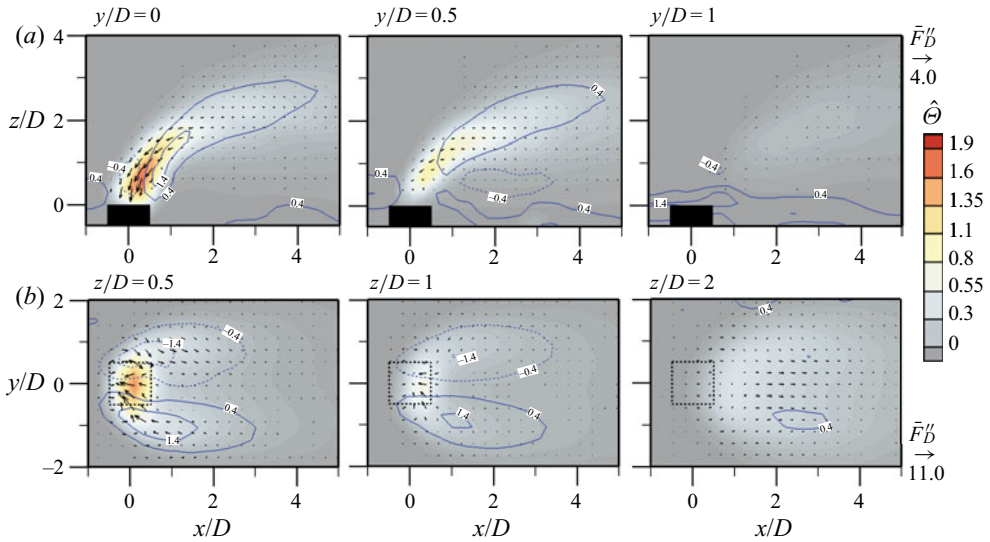 y/D = 0 y/D = 0.5 y/D = 1
(a) 4 2 0 z/D
0.4 −0.4 1.4 0.4 0.4 0.4
0.4 0.4 −0.4 0.4
−0.4 1.4 0.4
0 2 4 0 2 4 0 2 4
F̄″_D → 4.0
Θ̂
1.9
1.6
1.35
1.1
0.8
0.55
0.3
0
z/D = 0.5 z/D = 1 z/D = 2
(b) 2 0 −2 y/D
−0.4 −1.4 0.4 1.4
−1.4 −0.4 0.4 1.4
0.4 0.4
0 2 4 0 2 4 0 2 4
x/D x/D x/D
F̄″_D → 11.0